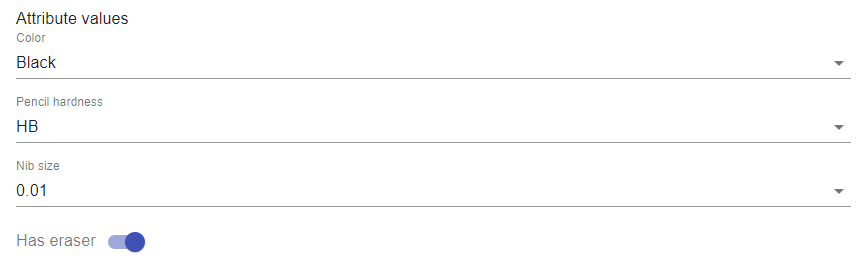 Attribute values
Color
Black
Pencil hardness
HB
Nib size
0.01
Has eraser